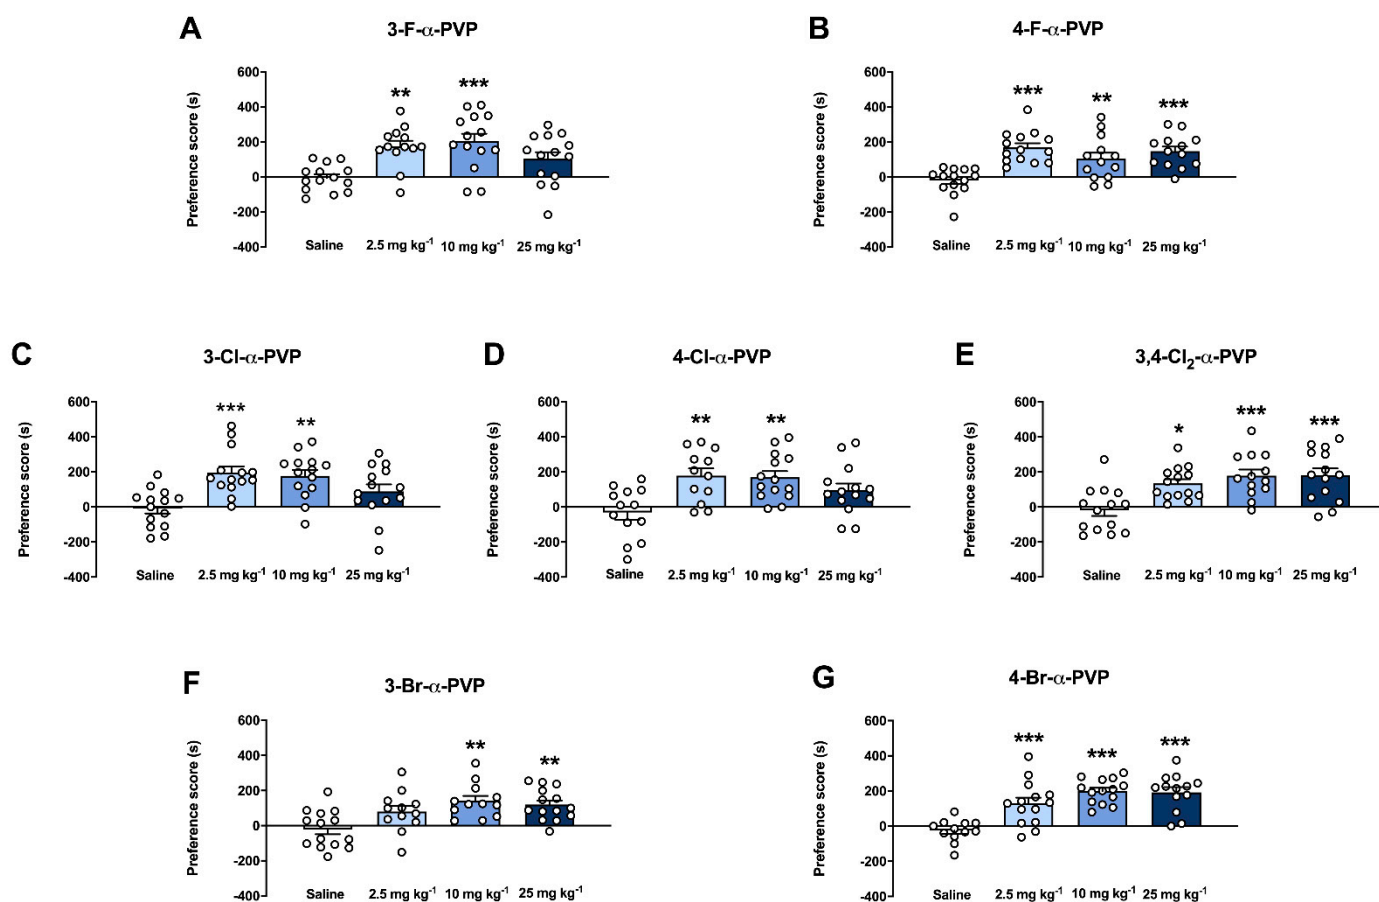 A 3-F-α-PVP
Preference score (s)
600
400
200
0
-200
-400
** ***
Saline 2.5 mg kg⁻¹ 10 mg kg⁻¹ 25 mg kg⁻¹
B 4-F-α-PVP
Preference score (s)
600
400
200
0
-200
-400
*** ** ***
Saline 2.5 mg kg⁻¹ 10 mg kg⁻¹ 25 mg kg⁻¹
C 3-Cl-α-PVP
Preference score (s)
600
400
200
0
-200
-400
*** **
Saline 2.5 mg kg⁻¹ 10 mg kg⁻¹ 25 mg kg⁻¹
D 4-Cl-α-PVP
Preference score (s)
600
400
200
0
-200
-400
** **
Saline 2.5 mg kg⁻¹ 10 mg kg⁻¹ 25 mg kg⁻¹
E 3,4-Cl₂-α-PVP
Preference score (s)
600
400
200
0
-200
-400
* *** ***
Saline 2.5 mg kg⁻¹ 10 mg kg⁻¹ 25 mg kg⁻¹
F 3-Br-α-PVP
Preference score (s)
600
400
200
0
-200
-400
** **
Saline 2.5 mg kg⁻¹ 10 mg kg⁻¹ 25 mg kg⁻¹
G 4-Br-α-PVP
Preference score (s)
600
400
200
0
-200
-400
*** *** ***
Saline 2.5 mg kg⁻¹ 10 mg kg⁻¹ 25 mg kg⁻¹